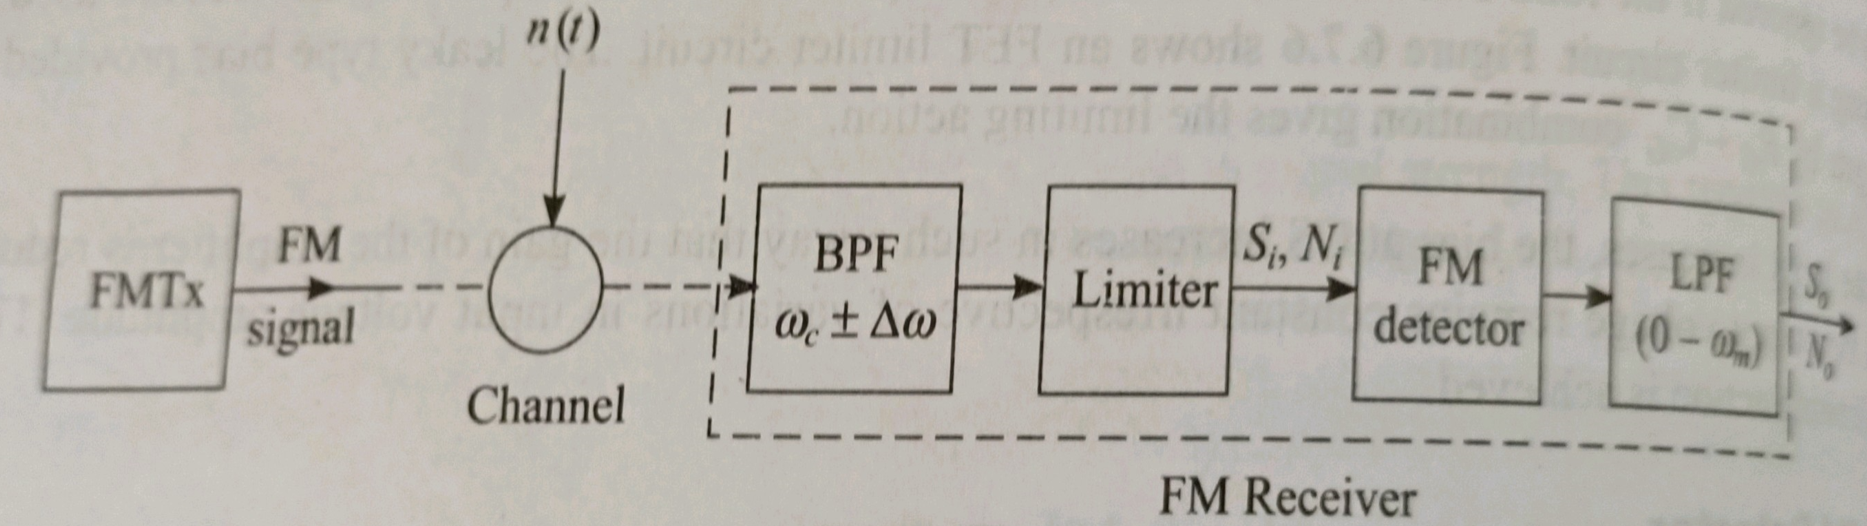 n(t)
FMTx
FM
signal
Channel
BPF
ω_c ± Δω
Limiter
S_i, N_i
FM
detector
LPF
(0 – ω_m)
S_o
N_o
FM Receiver